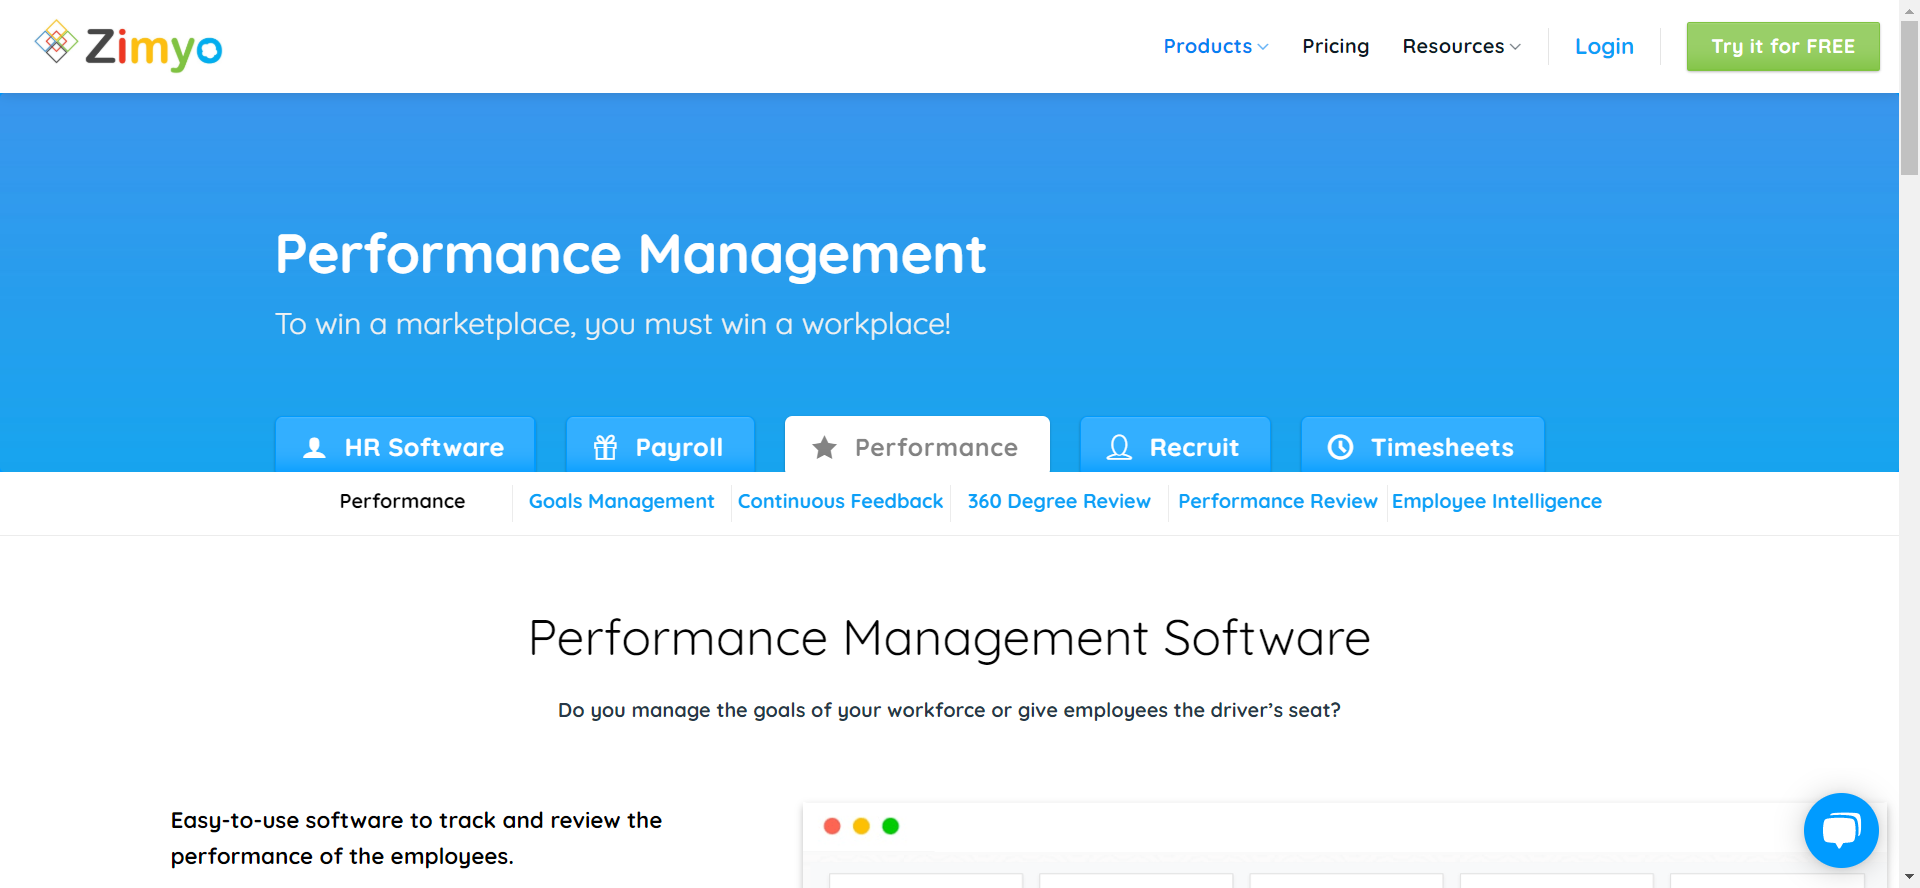 Zimyo
Products
Pricing
Resources
Login
Try it for FREE
Performance Management
To win a marketplace, you must win a workplace!
HR Software
Payroll
Performance
Recruit
Timesheets
Performance
Goals Management
Continuous Feedback
360 Degree Review
Performance Review
Employee Intelligence
Performance Management Software
Do you manage the goals of your workforce or give employees the driver’s seat?
Easy-to-use software to track and review the
performance of the employees.